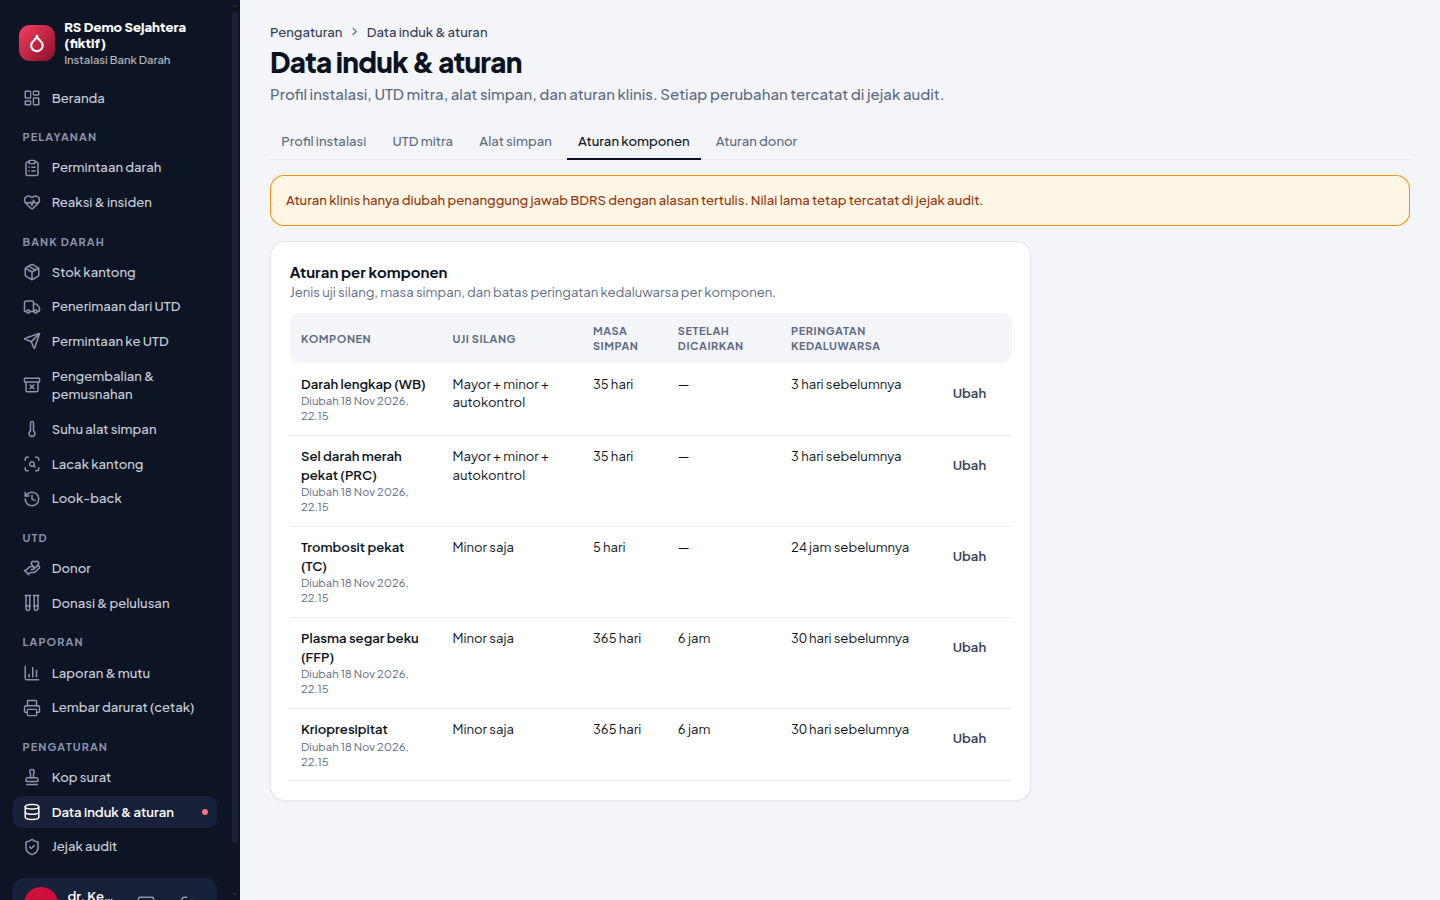 RS Demo Sejahtera
(fiktif)
Instalasi Bank Darah
Beranda
PELAYANAN
Permintaan darah
Reaksi & insiden
BANK DARAH
Stok kantong
Penerimaan dari UTD
Permintaan ke UTD
Pengembalian &
pemusnahan
Suhu alat simpan
Lacak kantong
Look-back
UTD
Donor
Donasi & pelulusan
LAPORAN
Laporan & mutu
Lembar darurat (cetak)
PENGATURAN
Kop surat
Data induk & aturan
Jejak audit
dr. Ke...
Pengaturan > Data induk & aturan
Data induk & aturan
Profil instalasi, UTD mitra, alat simpan, dan aturan klinis. Setiap perubahan tercatat di jejak audit.
Profil instalasi UTD mitra Alat simpan Aturan komponen Aturan donor
Aturan klinis hanya diubah penanggung jawab BDRS dengan alasan tertulis. Nilai lama tetap tercatat di jejak audit.
Aturan per komponen
Jenis uji silang, masa simpan, dan batas peringatan kedaluwarsa per komponen.
KOMPONEN UJI SILANG MASA SIMPAN SETELAH DICAIRKAN PERINGATAN KEDALUWARSA
Darah lengkap (WB) Mayor + minor + 35 hari — 3 hari sebelumnya Ubah
Diubah 18 Nov 2026, autokontrol
22.15
Sel darah merah Mayor + minor + 35 hari — 3 hari sebelumnya Ubah
pekat (PRC) autokontrol
Diubah 18 Nov 2026,
22.15
Trombosit pekat Minor saja 5 hari — 24 jam sebelumnya Ubah
(TC)
Diubah 18 Nov 2026,
22.15
Plasma segar beku Minor saja 365 hari 6 jam 30 hari sebelumnya Ubah
(FFP)
Diubah 18 Nov 2026,
22.15
Kriopresipitat Minor saja 365 hari 6 jam 30 hari sebelumnya Ubah
Diubah 18 Nov 2026,
22.15